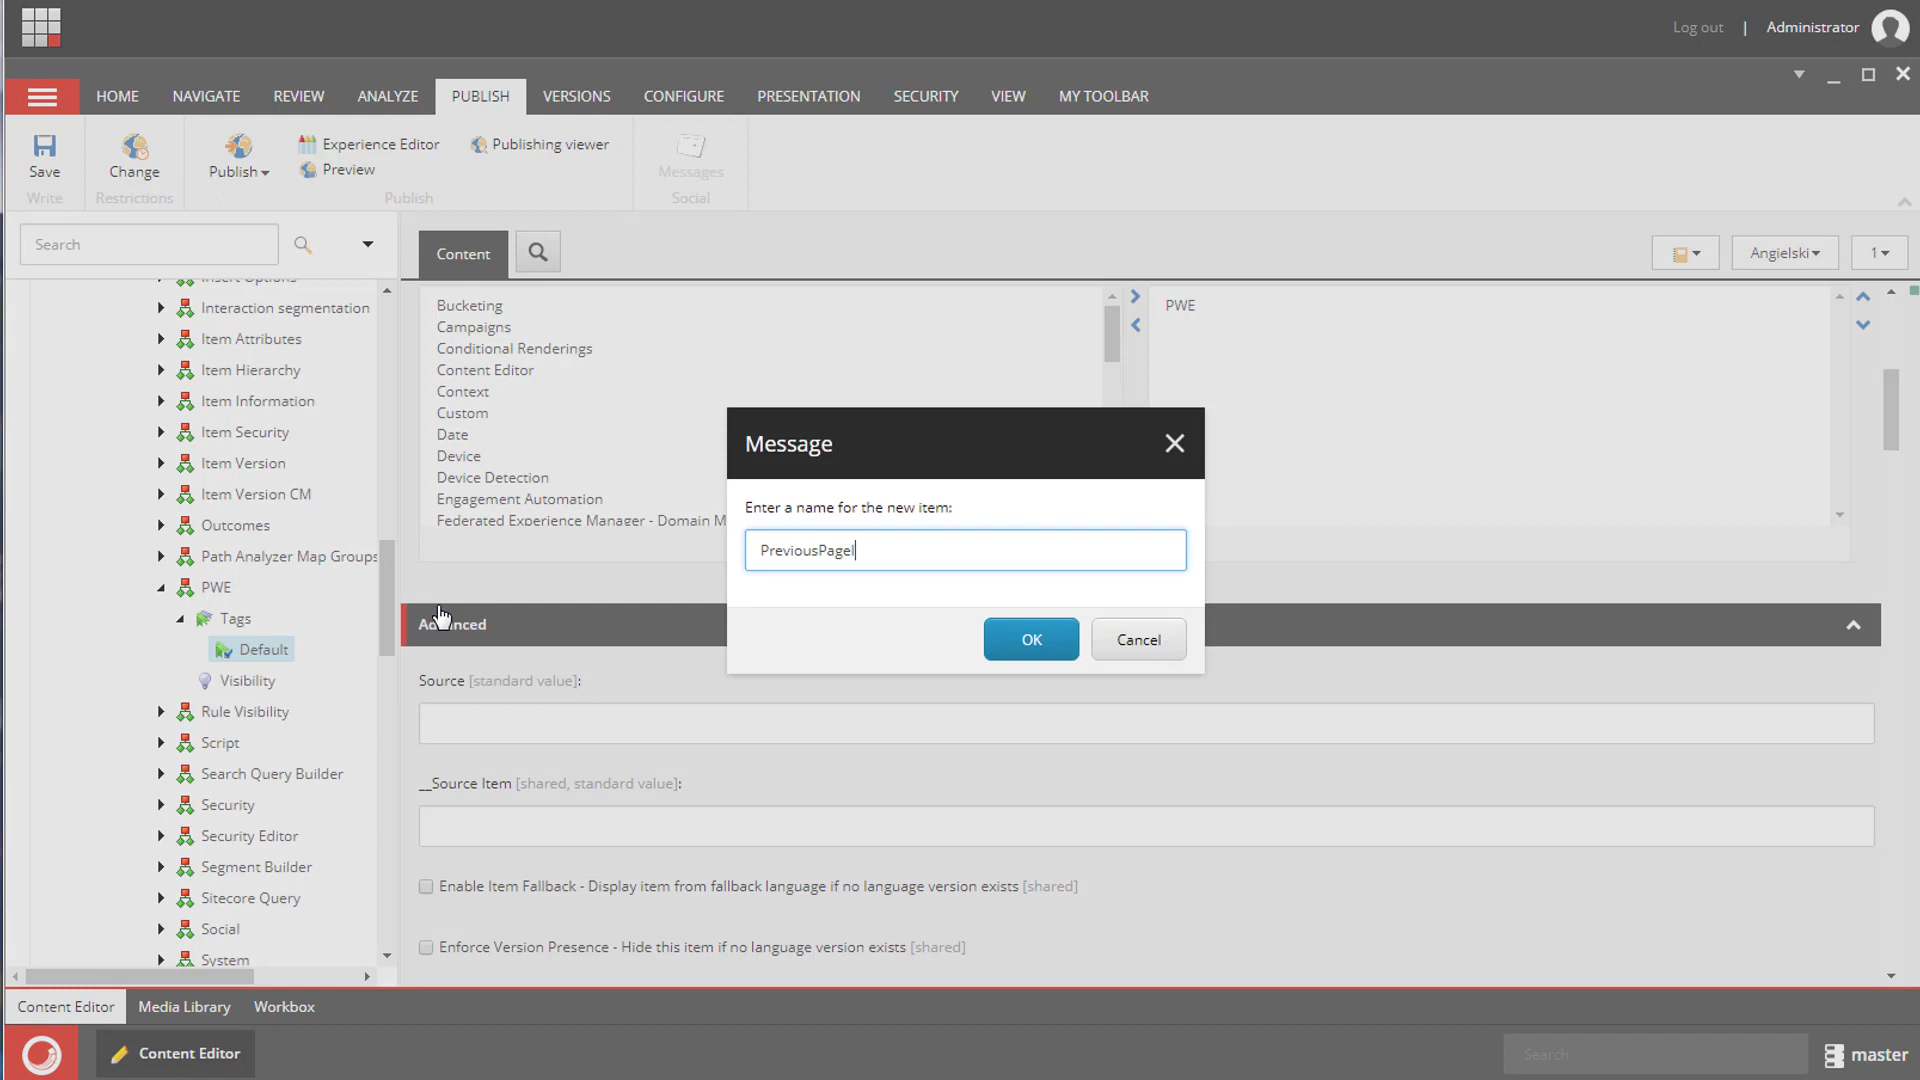 Log out | Administrator
HOME NAVIGATE REVIEW ANALYZE PUBLISH VERSIONS CONFIGURE PRESENTATION SECURITY VIEW MY TOOLBAR
Save
Write
Change
Restrictions
Publish
Experience Editor
Preview
Publishing viewer
Publish
Messages
Social
Search
Content
Angielski
1
Insert Options
Interaction segmentation
Item Attributes
Item Hierarchy
Item Information
Item Security
Item Version
Item Version CM
Outcomes
Path Analyzer Map Groups
PWE
Tags
Default
Visibility
Rule Visibility
Script
Search Query Builder
Security
Security Editor
Segment Builder
Sitecore Query
Social
System
Bucketing
Campaigns
Conditional Renderings
Content Editor
Context
Custom
Date
Device
Device Detection
Engagement Automation
Federated Experience Manager - Domain M
PWE
Message
Enter a name for the new item:
PreviousPageI
OK
Cancel
Advanced
Source [standard value]:
__Source Item [shared, standard value]:
Enable Item Fallback - Display item from fallback language if no language version exists [shared]
Enforce Version Presence - Hide this item if no language version exists [shared]
Content Editor Media Library Workbox
Content Editor
Search
master